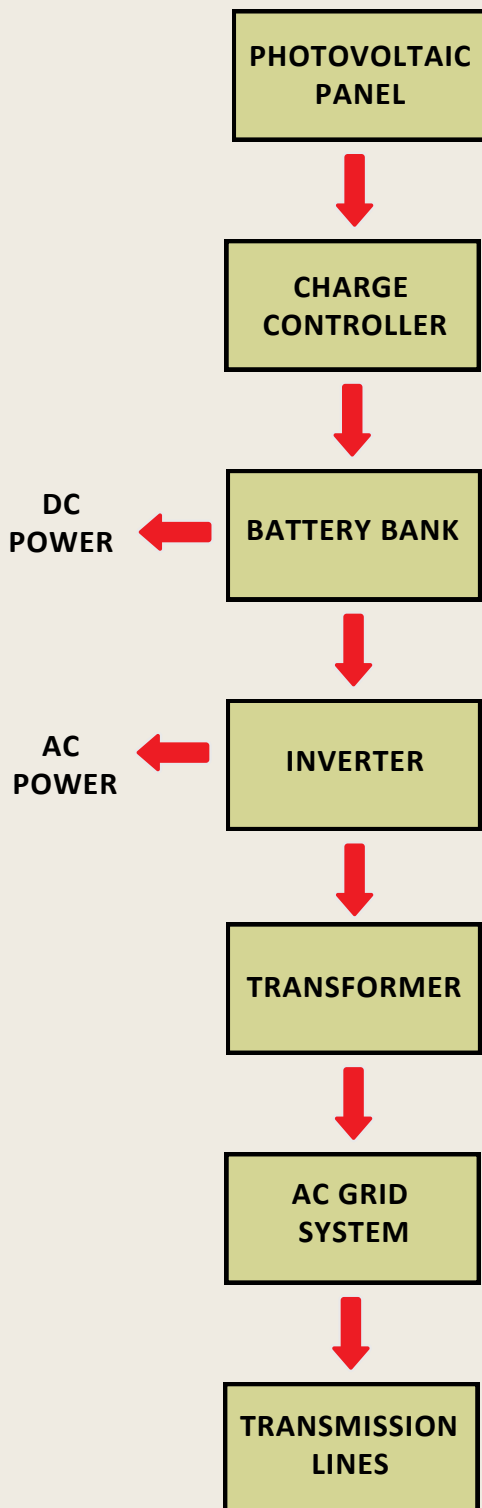 PHOTOVOLTAIC
PANEL
CHARGE
CONTROLLER
DC
POWER
BATTERY BANK
AC
POWER
INVERTER
TRANSFORMER
AC GRID
SYSTEM
TRANSMISSION
LINES